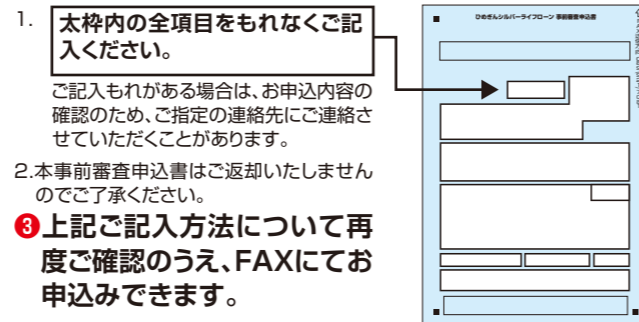 1. 太枠内の全項目をもれなくご記
入ください。
ご記入もれがある場合は、お申込内容の
確認のため、ご指定の連絡先にご連絡さ
せていただくことがあります。
2.本事前審査申込書はご返却いたしません
のでご了承ください。
❸上記ご記入方法について再
度ご確認のうえ、FAXにてお
申込みできます。
ひめぎんシルバーライフローン 事前審査申込書